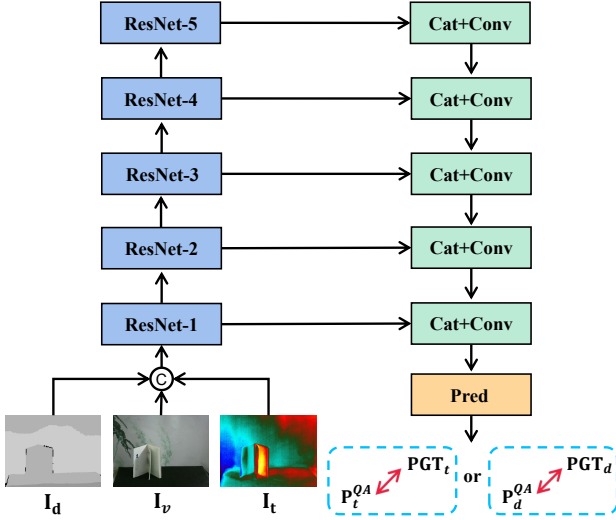 ResNet-5 Cat+Conv
ResNet-4 Cat+Conv
ResNet-3 Cat+Conv
ResNet-2 Cat+Conv
ResNet-1 Cat+Conv
C
Pred
I_d I_v I_t
P_t^{QA} PGT_t or P_d^{QA} PGT_d